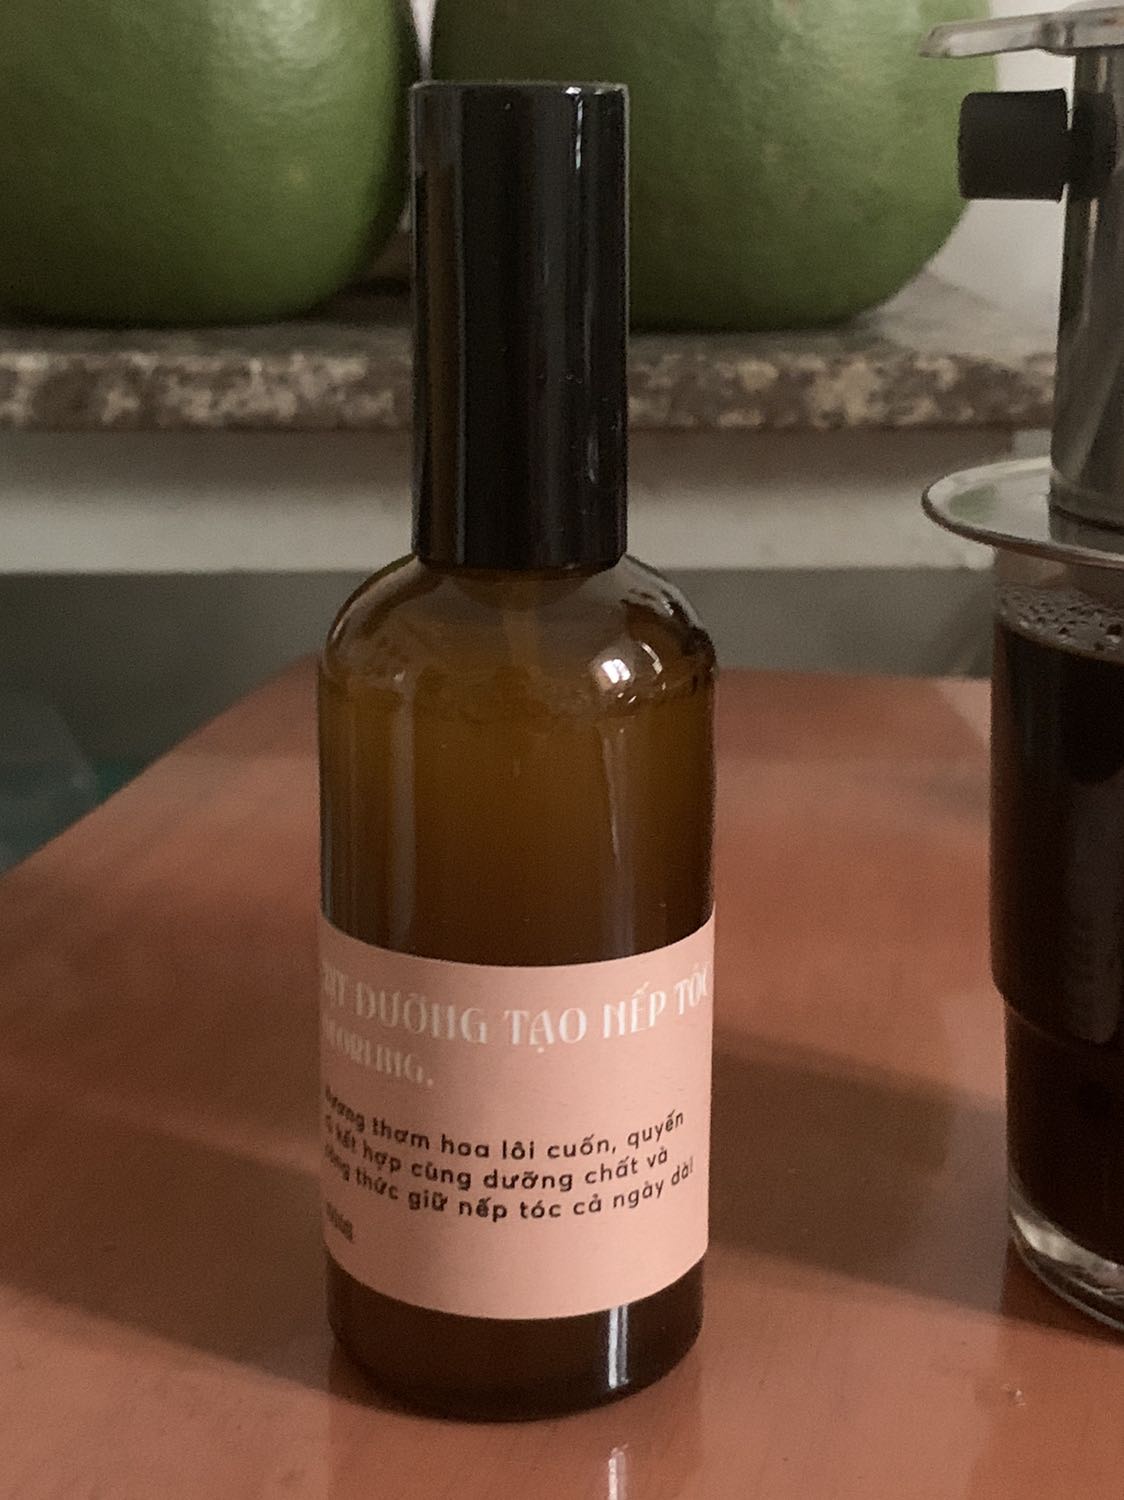 DƯỠNG TẠO NẾP TÓC
hương thơm hoa lôi cuốn, quyến
kết hợp cùng dưỡng chất và
thức giữ nếp tóc cả ngày dài